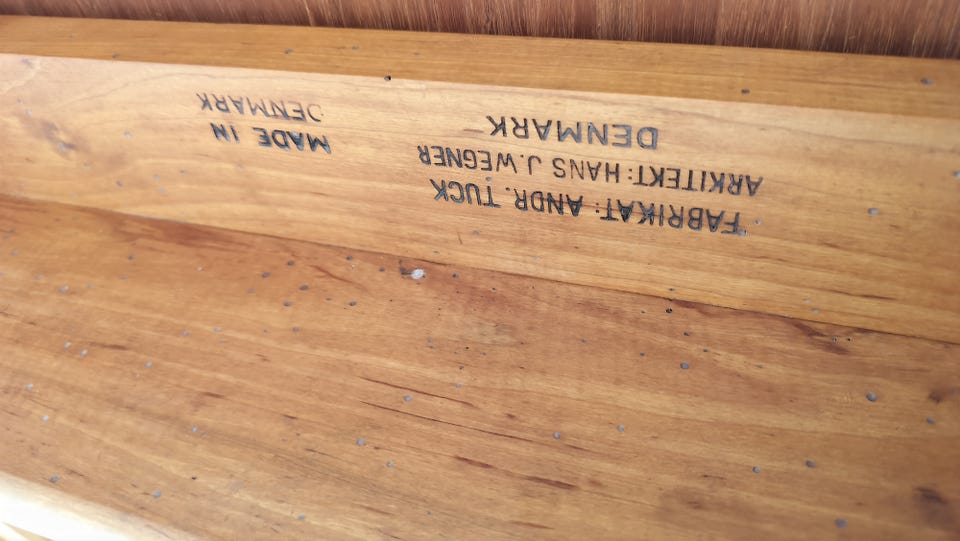 FABRIKAT: ANDR. TUCK
ARKITEKT: HANS J. WEGNER
DENMARK
MADE IN
DENMARK